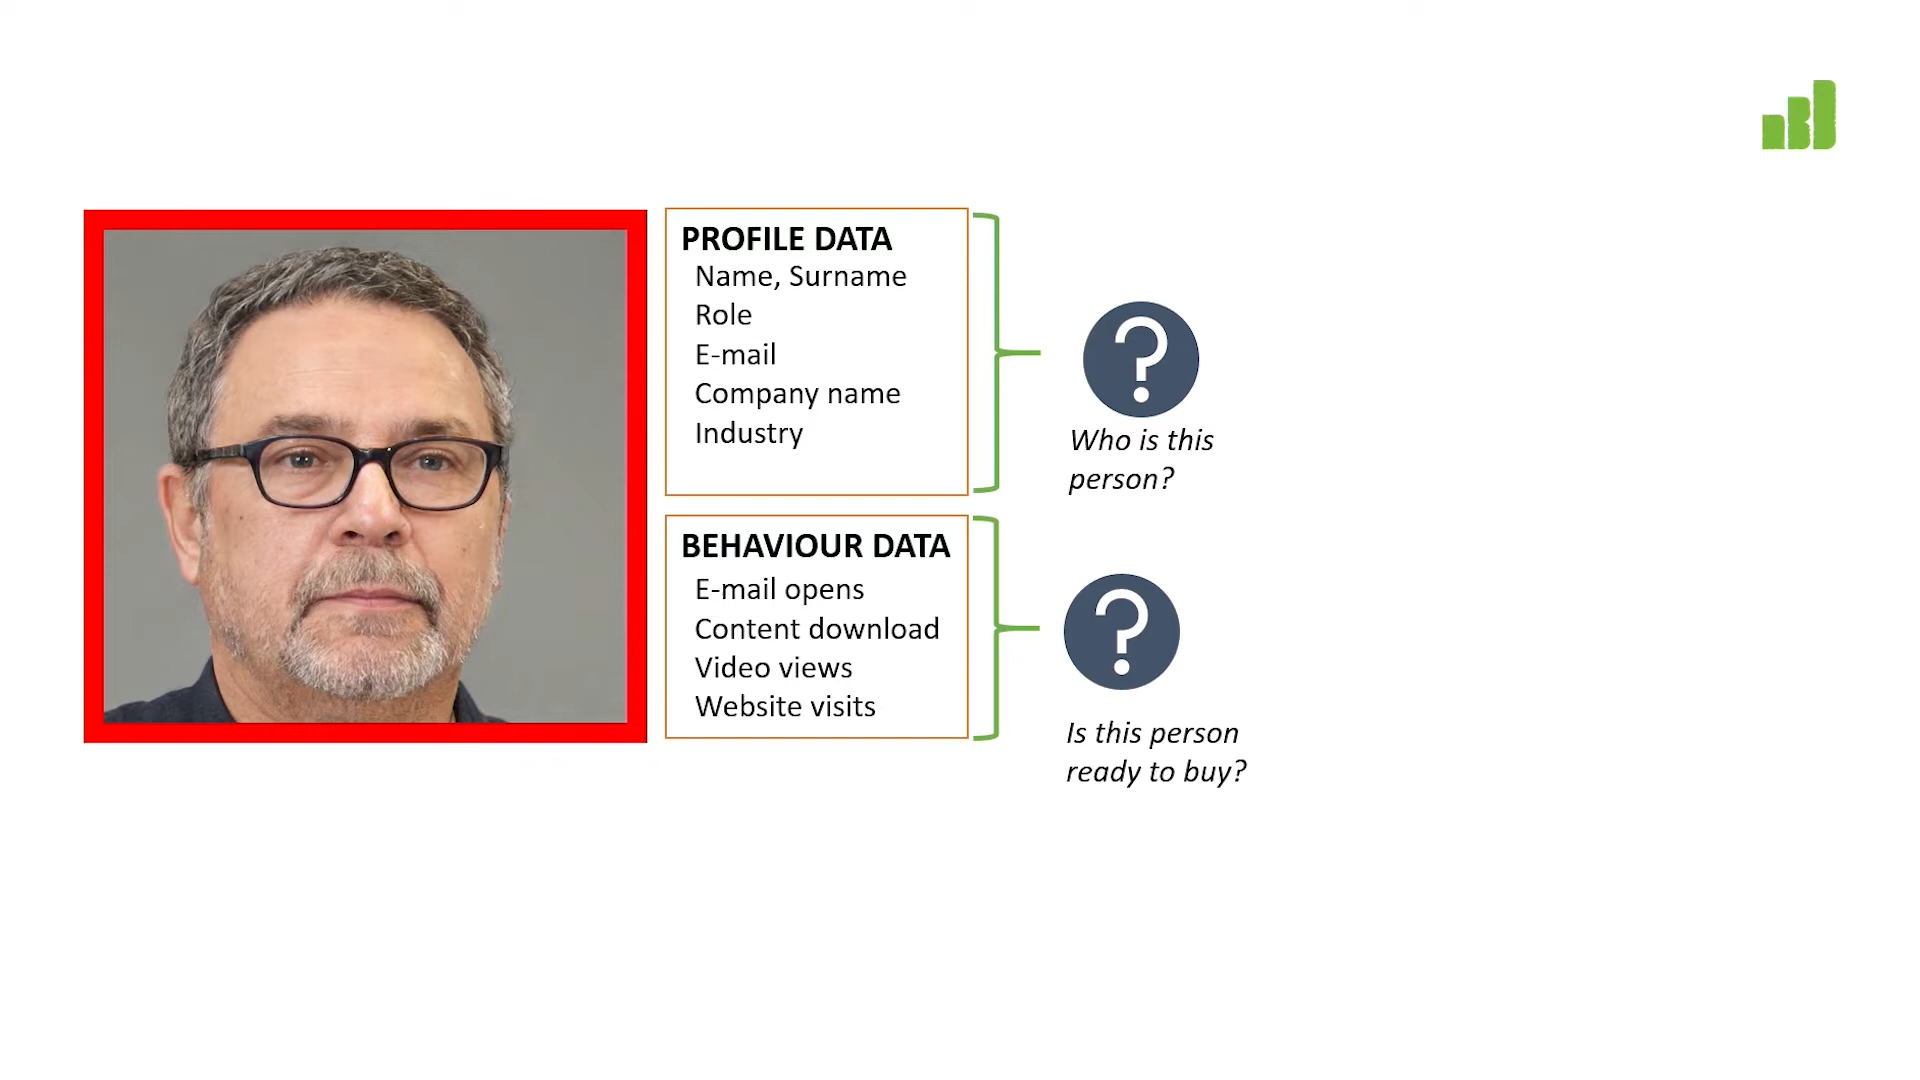 PROFILE DATA
Name, Surname
Role
E-mail
Company name
Industry
?
Who is this
person?
BEHAVIOUR DATA
E-mail opens
Content download
Video views
Website visits
?
Is this person
ready to buy?